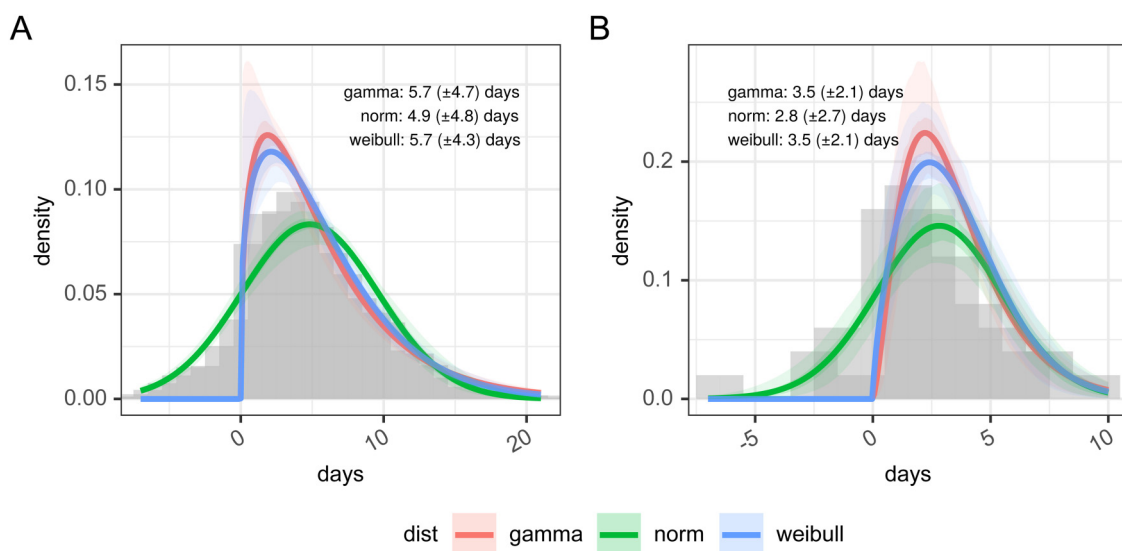 A
gamma: 5.7 (±4.7) days
norm: 4.9 (±4.8) days
weibull: 5.7 (±4.3) days
0.15
0.10
0.05
0.00
density
0
10
20
days
B
gamma: 3.5 (±2.1) days
norm: 2.8 (±2.7) days
weibull: 3.5 (±2.1) days
0.2
0.1
0.0
density
-5
0
5
10
days
dist gamma norm weibull